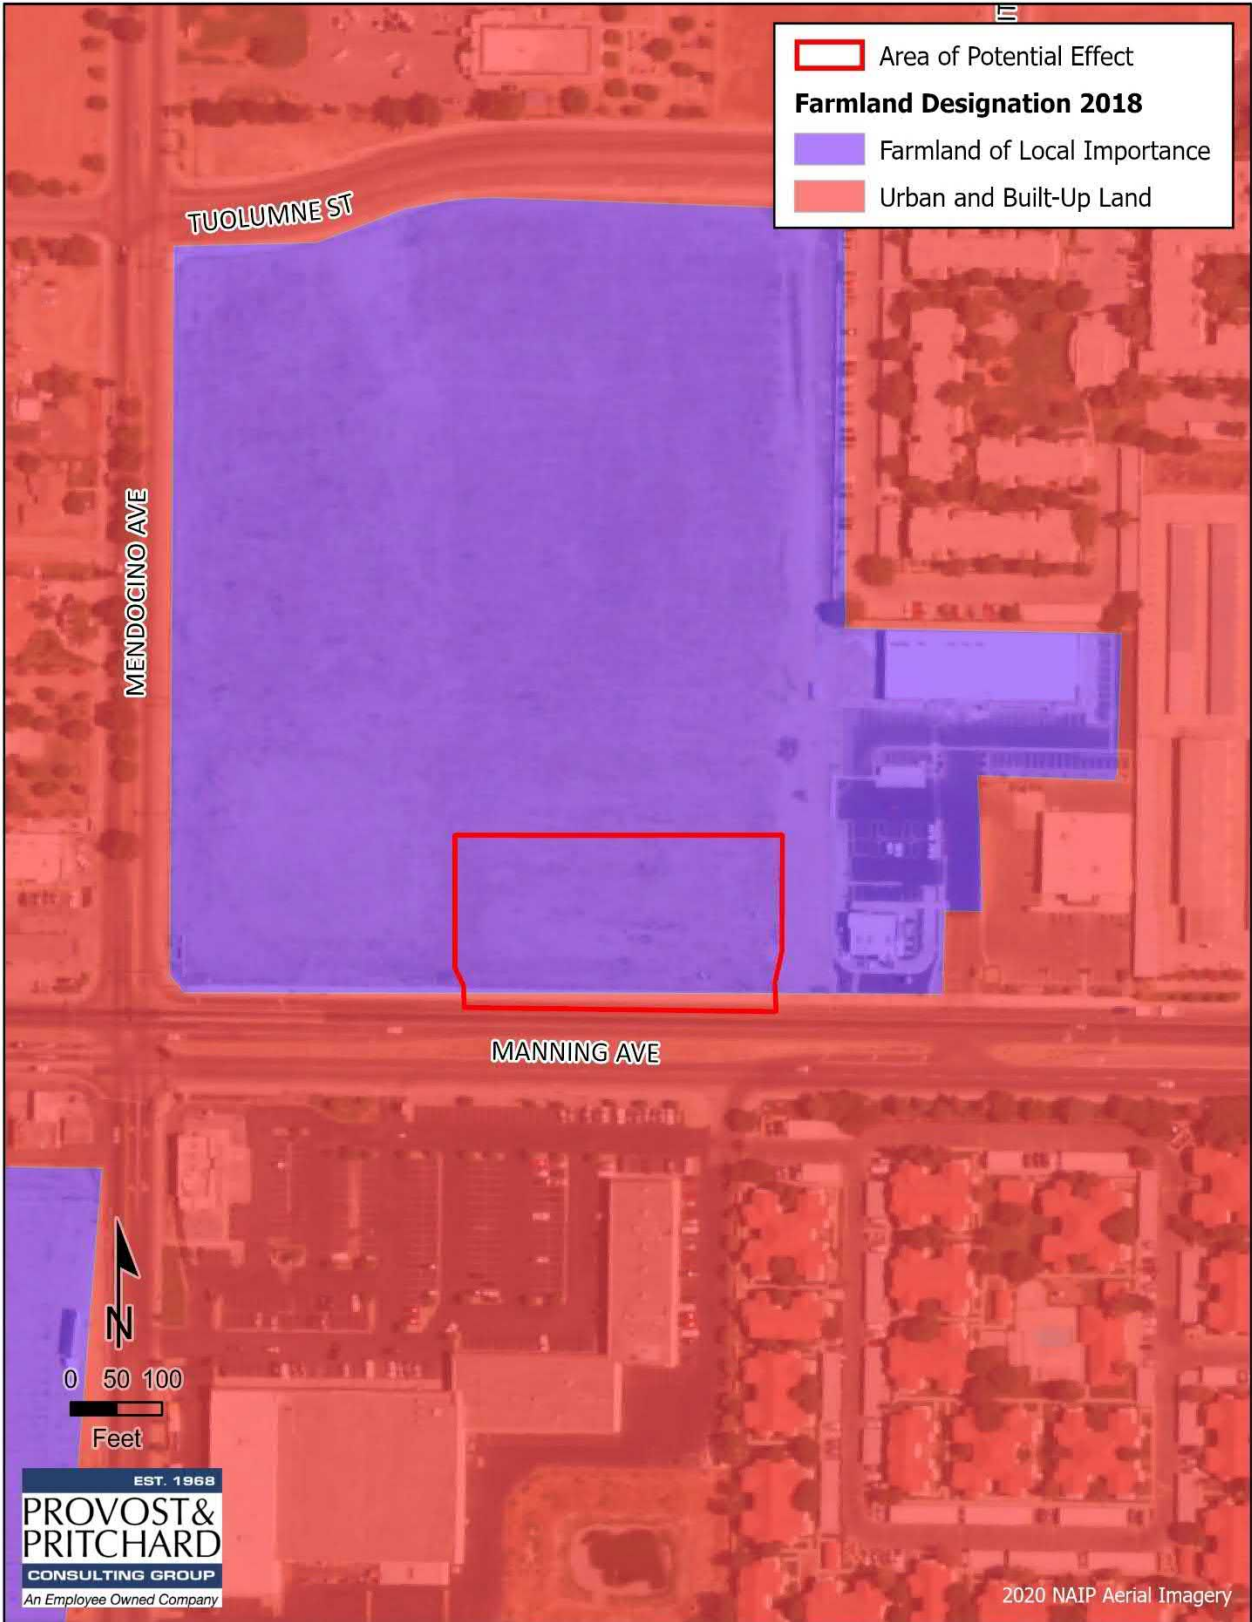 Area of Potential Effect
Farmland Designation 2018
Farmland of Local Importance
Urban and Built-Up Land
TUOLUMNE ST
MENDOCINO AVE
MANNING AVE
N
0 50 100
Feet
EST. 1968
PROVOST&
PRITCHARD
CONSULTING GROUP
An Employee Owned Company
2020 NAIP Aerial Imagery